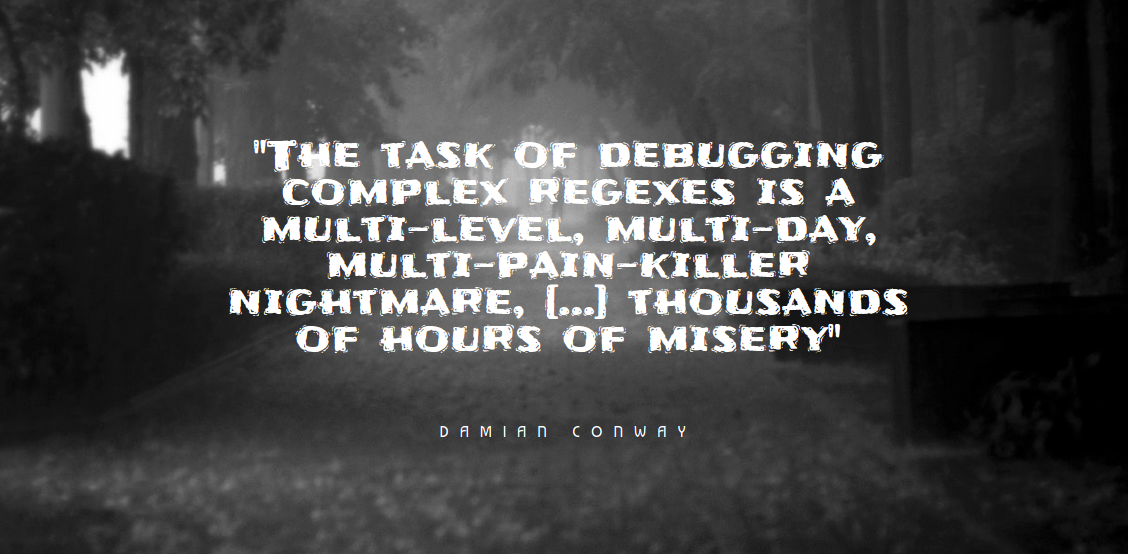 "The task of debugging
complex regexes is a
multi-level, multi-day,
multi-pain-killer
nightmare, [...] thousands
of hours of misery"
DAMIAN CONWAY